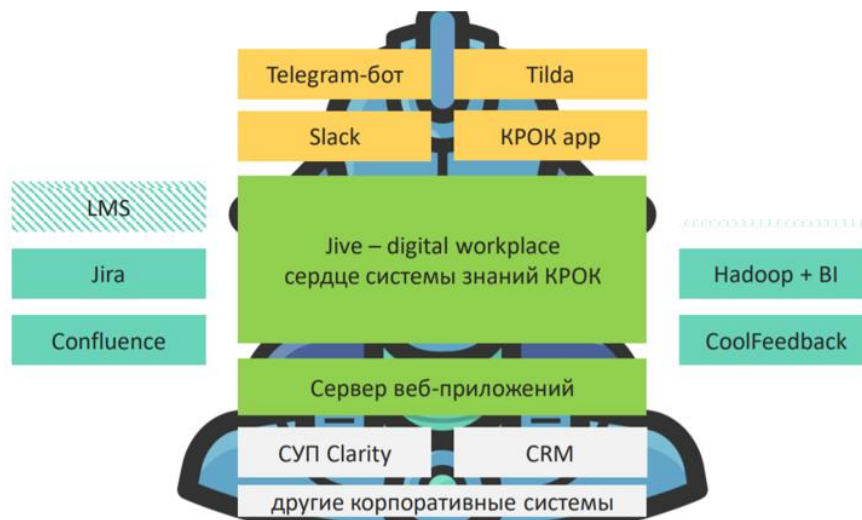 Telegram-бот
Tilda
Slack
КРОК app
LMS
Jive – digital workplace
сердце системы знаний КРОК
Jira
Hadoop + BI
Confluence
CoolFeedback
Сервер веб-приложений
СУП Clarity
CRM
другие корпоративные системы